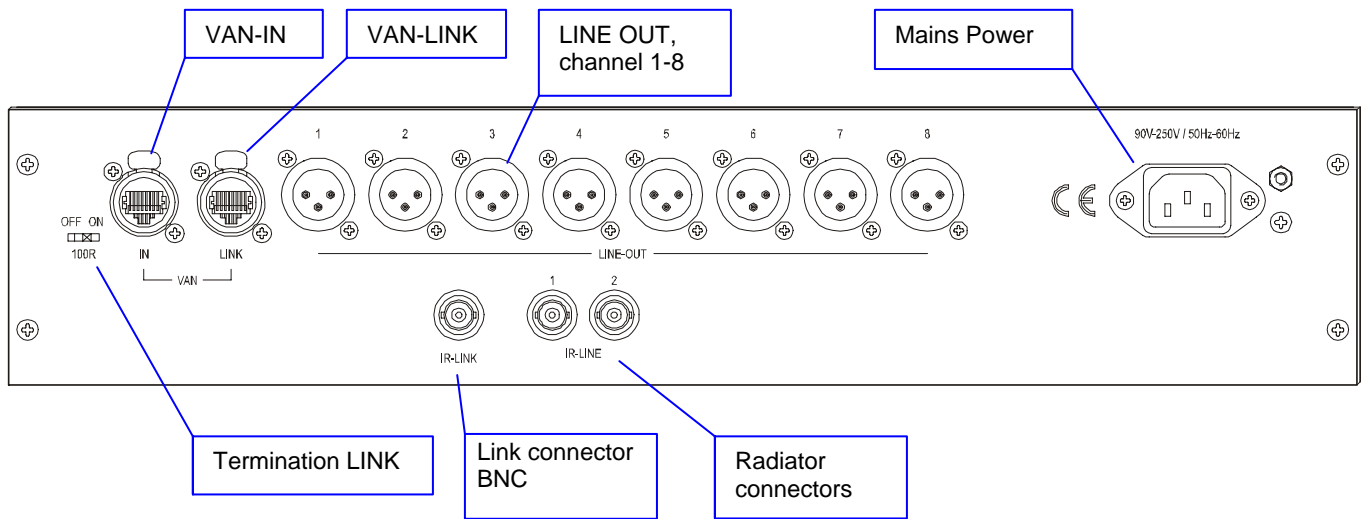 VAN-IN
VAN-LINK
LINE OUT,
channel 1-8
Mains Power
1 2 3 4 5 6 7 8
90V-250V / 50Hz-60Hz
OFF ON
100R
IN
LINK
VAN
LINE-OUT
CE
1 2
IR-LINK
IR-LINE
Termination LINK
Link connector
BNC
Radiator
connectors